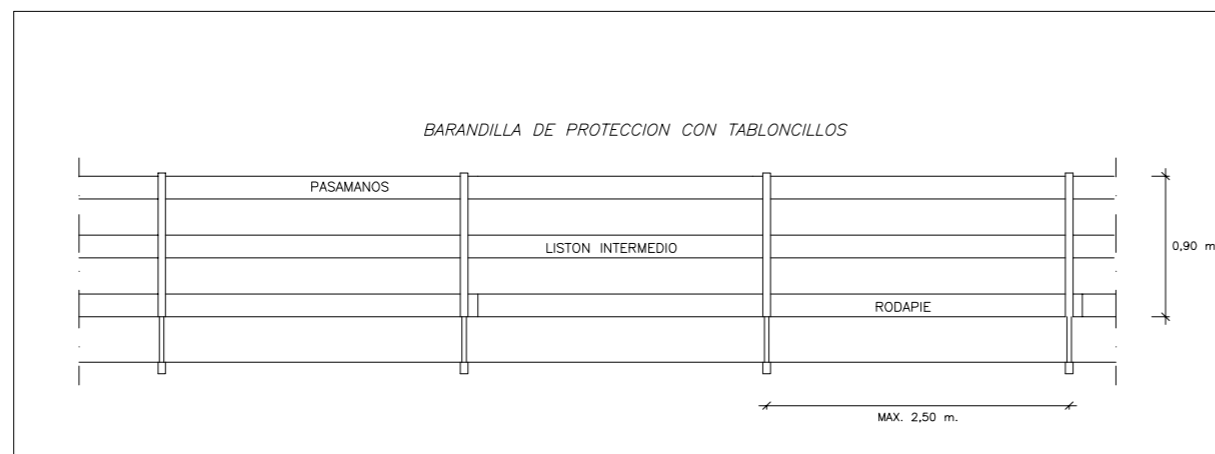 BARANDILLA DE PROTECCION CON TABLONCILLOS
PASAMANOS
LISTON INTERMEDIO
0,90 m
RODAPIE
MAX. 2,50 m.